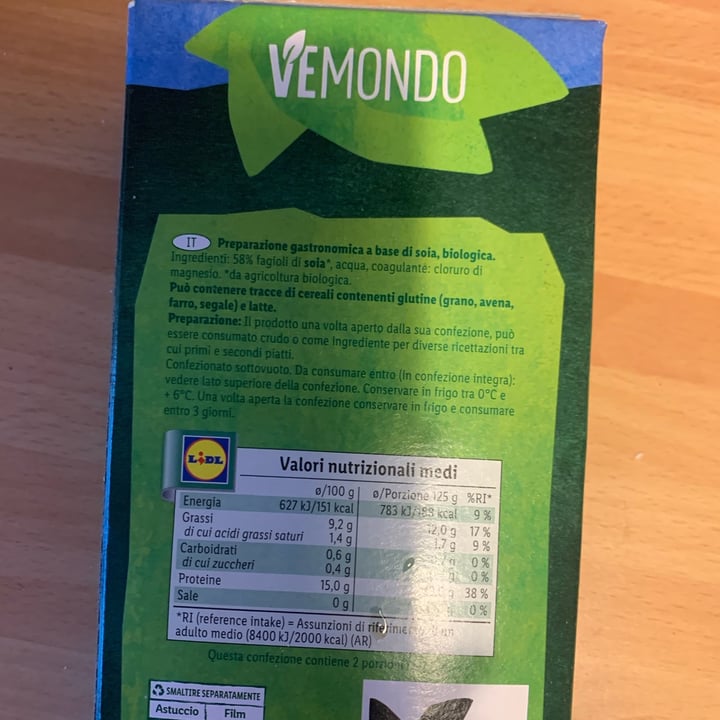 VEMONDO
IT Preparazione gastronomica a base di soia, biologica.
Ingredienti: 58% fagioli di soia*, acqua, coagulante: cloruro di
magnesio. *da agricoltura biologica.
Può contenere tracce di cereali contenenti glutine (grano, avena,
farro, segale) e latte.
Preparazione: Il prodotto una volta aperto dalla sua confezione, può
essere consumato crudo o come ingrediente per diverse ricettazioni tra
cui primi e secondi piatti.
Confezionato sottovuoto. Da consumare entro (in confezione integra):
vedere lato superiore della confezione. Conservare in frigo tra 0°C e
+ 6°C. Una volta aperta la confezione conservare in frigo e consumare
entro 3 giorni.
LIDL
Valori nutrizionali medi
ø/100 g ø/Porzione 125 g %RI*
Energia 627 kJ/151 kcal 783 kJ/188 kcal 9 %
Grassi 9,2 g 12,0 g 17 %
di cui acidi grassi saturi 1,4 g 1,7 g 9 %
Carboidrati 0,6 g g 0 %
di cui zuccheri 0,4 g g 0 %
Proteine 15,0 g g 38 %
Sale 0 g 0 %
*RI (reference intake) = Assunzioni di riferimento di un
adulto medio (8400 kJ/2000 kcal) (AR)
Questa confezione contiene 2 porzioni
SMALTIRE SEPARATAMENTE
Astuccio Film